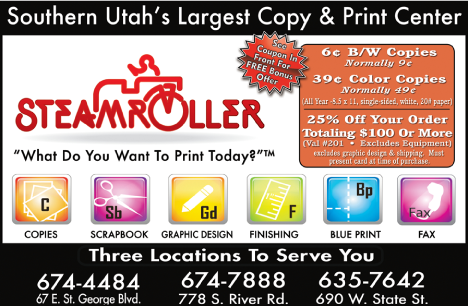 Southern Utah's Largest Copy & Print Center
See
Coupon In
Front For
FREE Bonus
Offer
STEAMROLLER
"What Do You Want To Print Today?"™
6¢ B/W Copies
Normally 9¢
39¢ Color Copies
Normally 49¢
(All Year -8.5 x 11, single-sided, white, 20# paper)
25% Off Your Order
Totaling $100 Or More
(Val #201 • Excludes Equipment)
excludes graphic design & shipping. Must
present card at time of purchase.
C
Sb
Gd
F
Bp
Fax
COPIES
SCRAPBOOK
GRAPHIC DESIGN
FINISHING
BLUE PRINT
FAX
Three Locations To Serve You
674-4484
674-7888
635-7642
67 E. St. George Blvd.
778 S. River Rd.
690 W. State St.